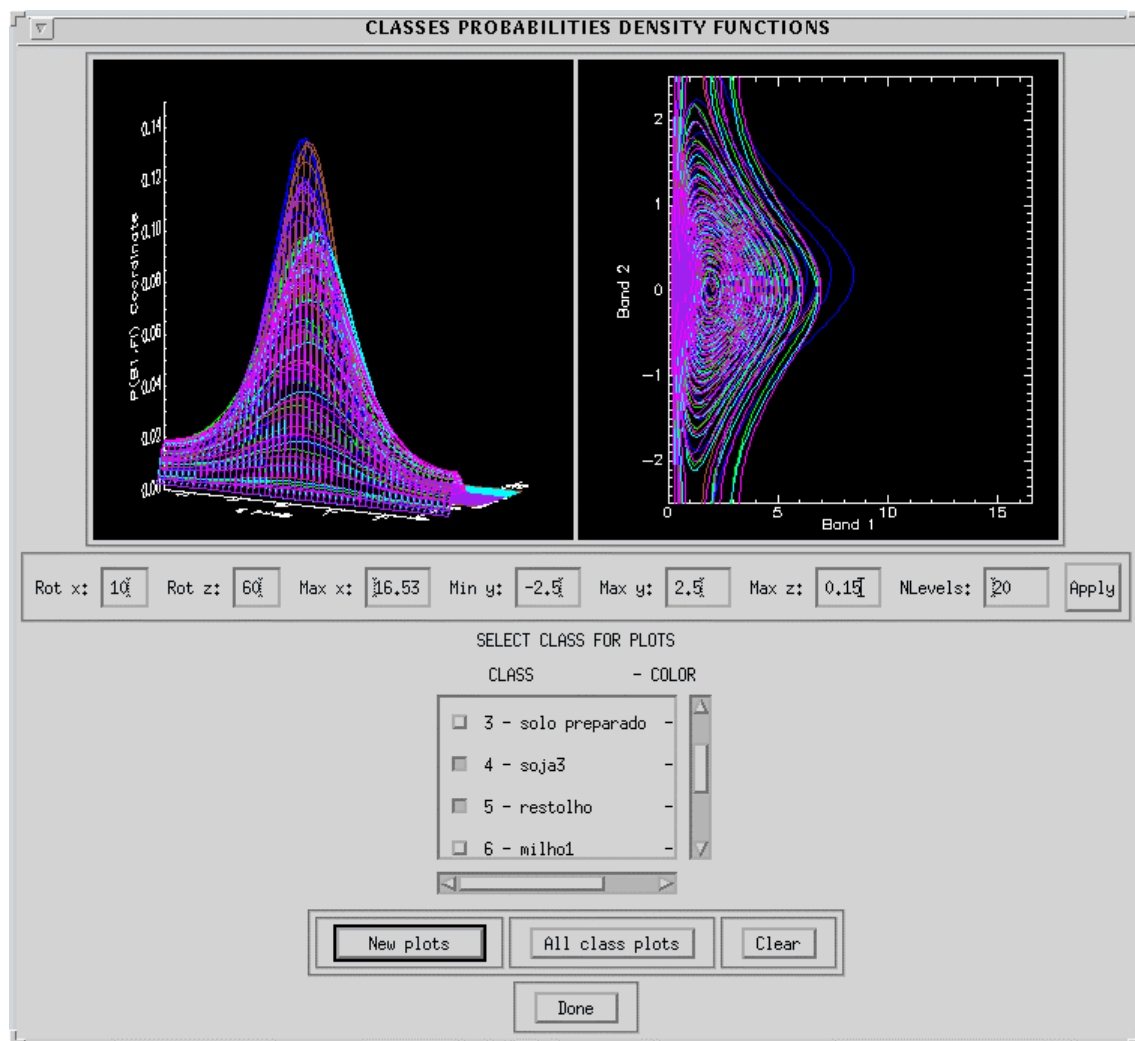 CLASSES PROBABILITIES DENSITY FUNCTIONS
0.14
0.12
0.10
0.08
0.06
0.04
0.02
0.00
P(B1,Fi) Coordinate
2
1
0
-1
-2
Band 2
0 5 10 15
Band 1
Rot x: 10 Rot z: 60 Max x: 16.53 Min y: -2.5 Max y: 2.5 Max z: 0.15 NLevels: 20 Apply
SELECT CLASS FOR PLOTS
CLASS - COLOR
3 - solo preparado -
4 - soja3 -
5 - restolho -
6 - milho1 -
New plots All class plots Clear
Done